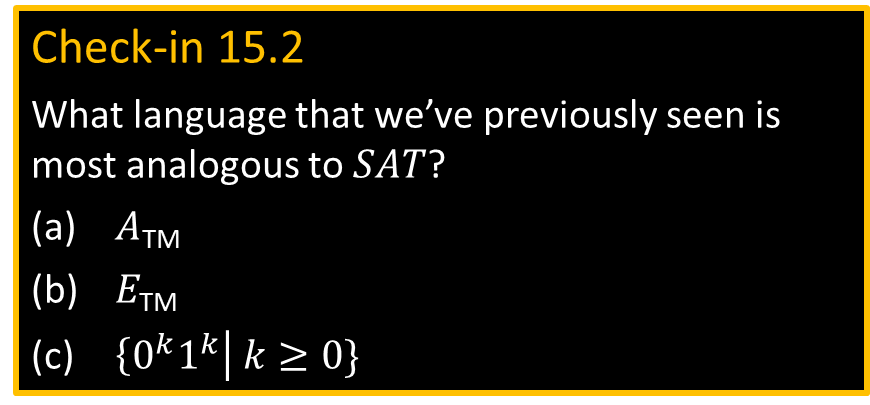 Check-in 15.2
What language that we’ve previously seen is
most analogous to 𝑆𝐴𝑇?
(a) 𝐴_TM
(b) 𝐸_TM
(c) {0^𝑘1^𝑘| 𝑘 ≥ 0}